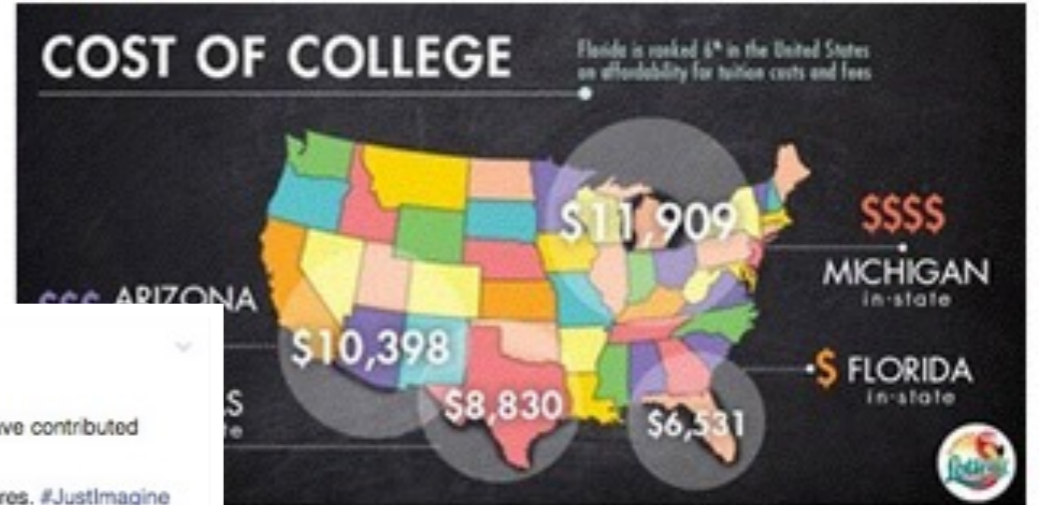 COST OF COLLEGE
Florida is ranked 6th in the United States
on affordability for tuition costs and fees
$11,909
$$$$
MICHIGAN
in-state
$$$ ARIZONA
$10,398
$8,830
$6,531
$ FLORIDA
in-state
ve contributed
res. #JustImagine